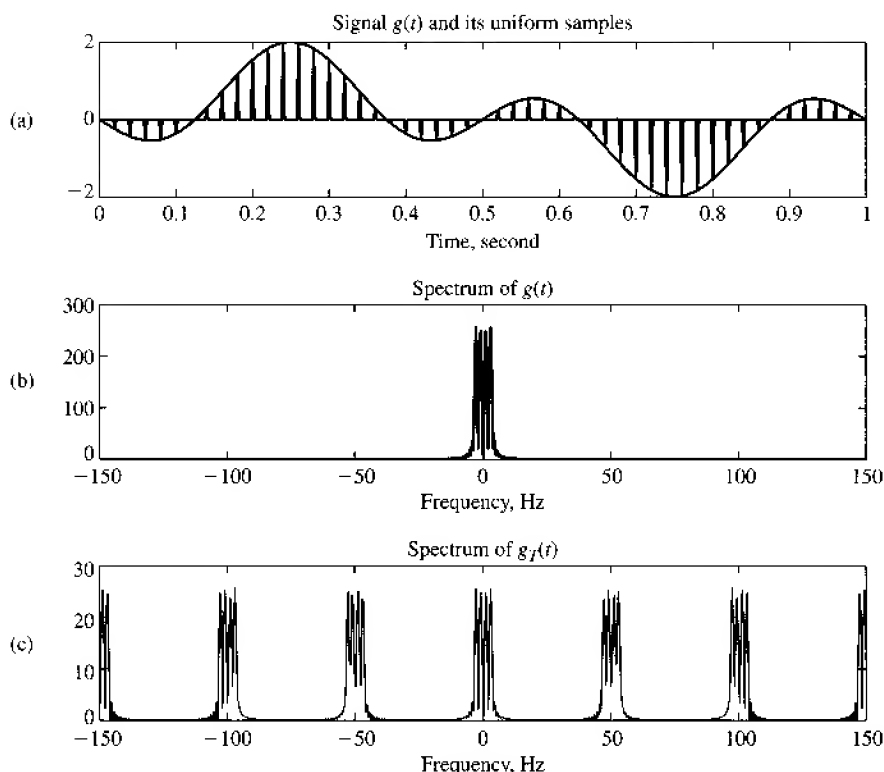 Signal g(t) and its uniform samples
2
(a) 0
−2
0 0.1 0.2 0.3 0.4 0.5 0.6 0.7 0.8 0.9 1
Time, second
Spectrum of g(t)
300
200
(b)
100
0
−150 −100 −50 0 50 100 150
Frequency, Hz
Spectrum of g_T(t)
30
20
(c)
10
0
−150 −100 −50 0 50 100 150
Frequency, Hz